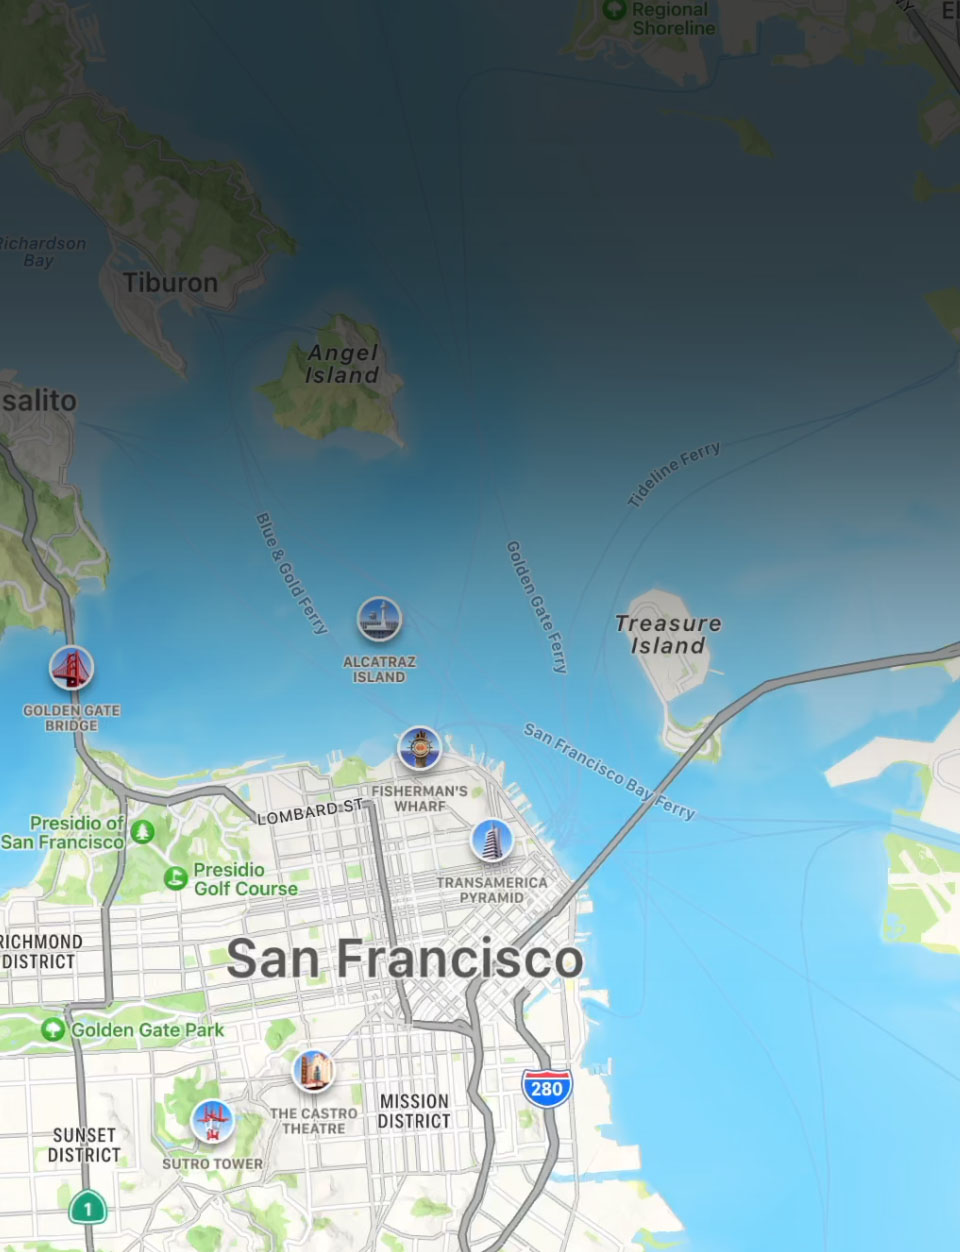 Regional
Shoreline
Richardson
Bay
Tiburon
Angel
Island
salito
Tideline Ferry
Blue & Gold Ferry
Golden Gate Ferry
Treasure
Island
ALCATRAZ
ISLAND
GOLDEN GATE
BRIDGE
San Francisco Bay Ferry
FISHERMAN'S
WHARF
LOMBARD ST
Presidio of
San Francisco
Presidio
Golf Course
TRANSAMERICA
PYRAMID
RICHMOND
DISTRICT
San Francisco
Golden Gate Park
280
THE CASTRO
THEATRE
MISSION
DISTRICT
SUNSET
DISTRICT
SUTRO TOWER
1